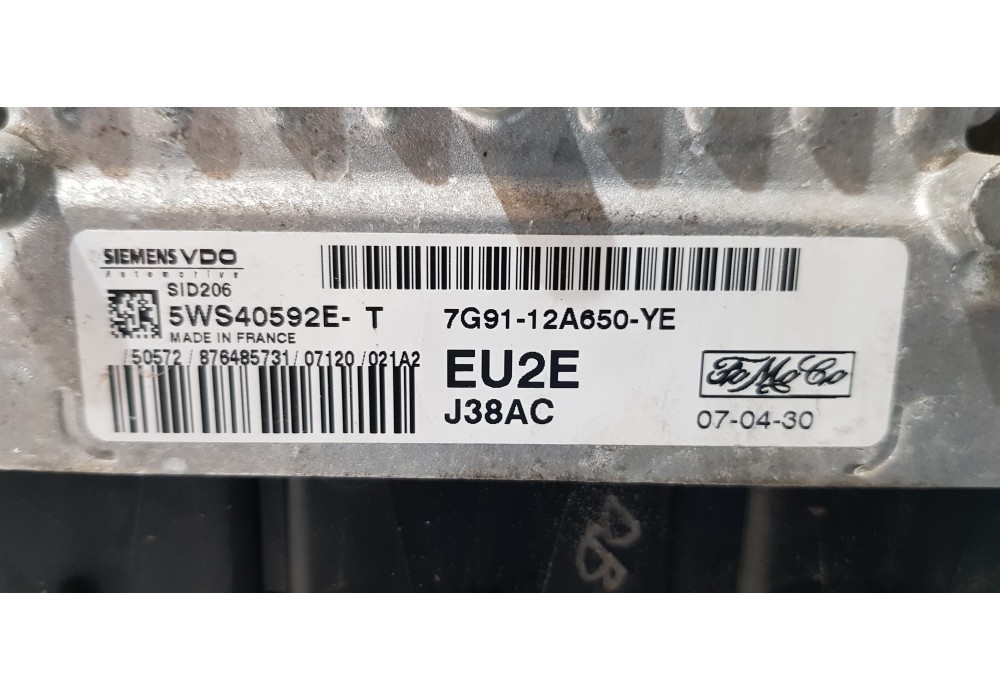 SIEMENS VDO
Automotive
SID206
5WS40592E- T
MADE IN FRANCE
/50572 / 876485731/07120 /021A2
7G91-12A650-YE
EU2E
J38AC
FoMoCo
07-04-30